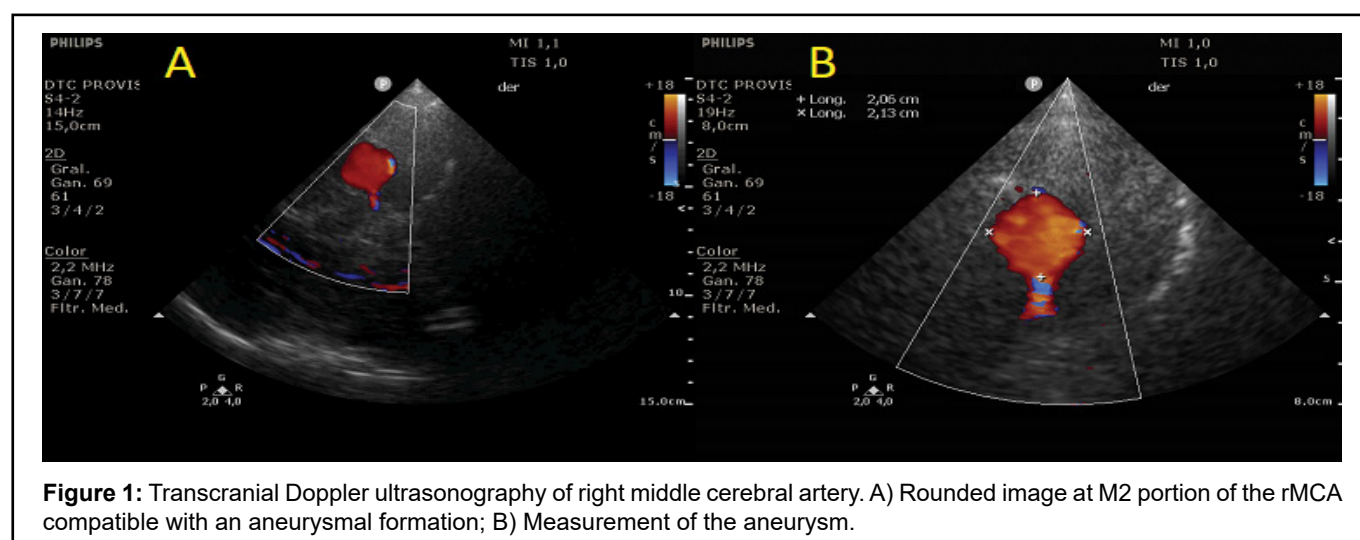 PHILIPS
A
MI 1,1
TIS 1,0
P
der
DTC PROVIS
S4-2
14Hz
15,0cm
2D
Gral.
Gan. 69
61
3/4/2
Color
2,2 MHz
Gan. 78
3/7/7
Fltr. Med.
+18
c
m
/
s
-18
10
15.0cm
G
P R
2,0 4,0
PHILIPS
B
MI 1,0
TIS 1,0
P
der
DTC PROVIS
S4-2
19Hz
8,0cm
+ Long. 2,06 cm
× Long. 2,13 cm
2D
Gral.
Gan. 69
61
3/4/2
Color
2,2 MHz
Gan. 78
3/7/7
Fltr. Med.
+18
c
m
/
s
-18
5
8.0cm
G
P R
2,0 4,0
Figure 1: Transcranial Doppler ultrasonography of right middle cerebral artery. A) Rounded image at M2 portion of the rMCA
compatible with an aneurysmal formation; B) Measurement of the aneurysm.